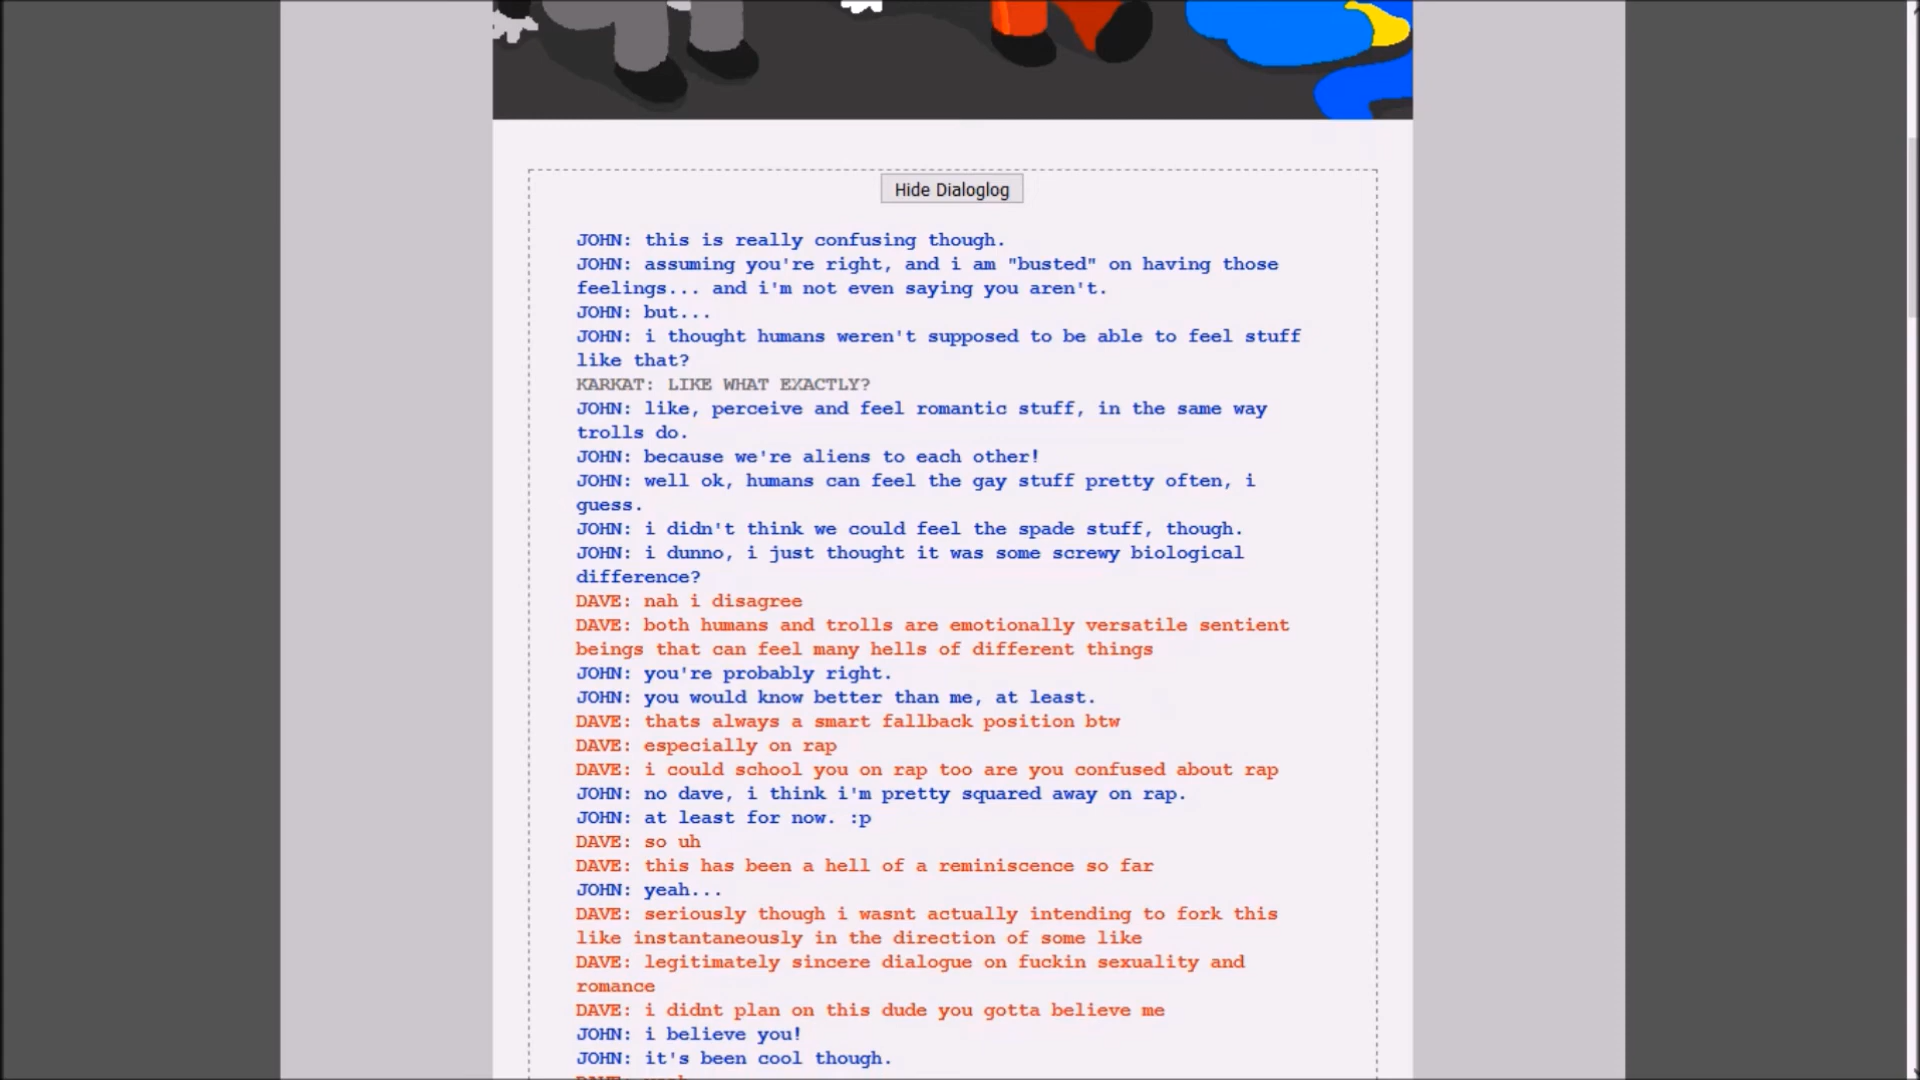 Hide Dialoglog
JOHN: this is really confusing though.
JOHN: assuming you're right, and i am "busted" on having those
feelings... and i'm not even saying you aren't.
JOHN: but...
JOHN: i thought humans weren't supposed to be able to feel stuff
like that?
KARKAT: LIKE WHAT EXACTLY?
JOHN: like, perceive and feel romantic stuff, in the same way
trolls do.
JOHN: because we're aliens to each other!
JOHN: well ok, humans can feel the gay stuff pretty often, i
guess.
JOHN: i didn't think we could feel the spade stuff, though.
JOHN: i dunno, i just thought it was some screwy biological
difference?
DAVE: nah i disagree
DAVE: both humans and trolls are emotionally versatile sentient
beings that can feel many hells of different things
JOHN: you're probably right.
JOHN: you would know better than me, at least.
DAVE: thats always a smart fallback position btw
DAVE: especially on rap
DAVE: i could school you on rap too are you confused about rap
JOHN: no dave, i think i'm pretty squared away on rap.
JOHN: at least for now. :p
DAVE: so uh
DAVE: this has been a hell of a reminiscence so far
JOHN: yeah...
DAVE: seriously though i wasnt actually intending to fork this
like instantaneously in the direction of some like
DAVE: legitimately sincere dialogue on fuckin sexuality and
romance
DAVE: i didnt plan on this dude you gotta believe me
JOHN: i believe you!
JOHN: it's been cool though.